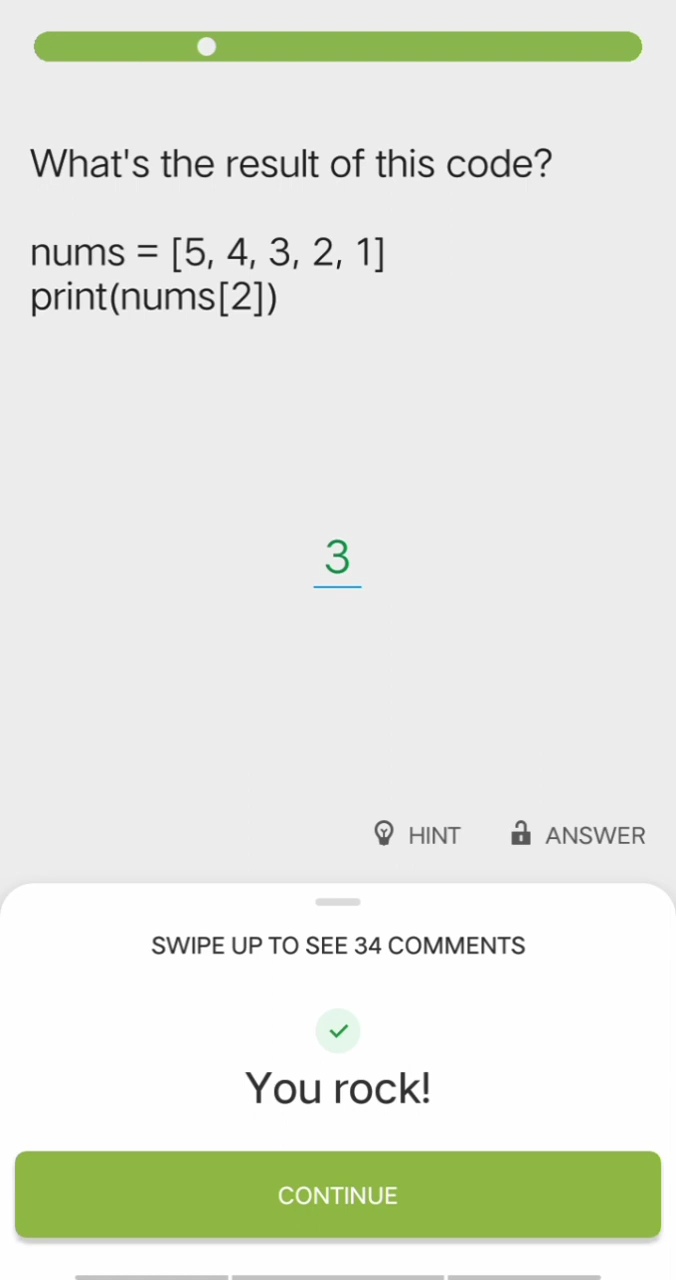 What's the result of this code?
nums = [5, 4, 3, 2, 1]
print(nums[2])
3
HINT
ANSWER
SWIPE UP TO SEE 34 COMMENTS
You rock!
CONTINUE